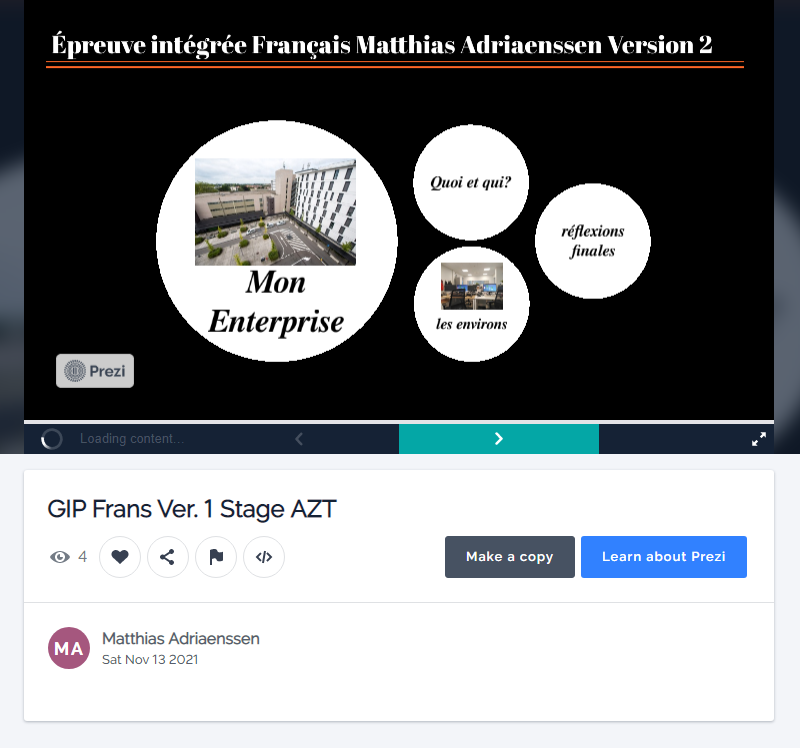 Épreuve intégrée Français Matthias Adriaenssen Version 2
Mon
Enterprise
Quoi et qui?
les environs
réflexions
finales
Prezi
Loading content...
GIP Frans Ver. 1 Stage AZT
4
Make a copy
Learn about Prezi
MA
Matthias Adriaenssen
Sat Nov 13 2021